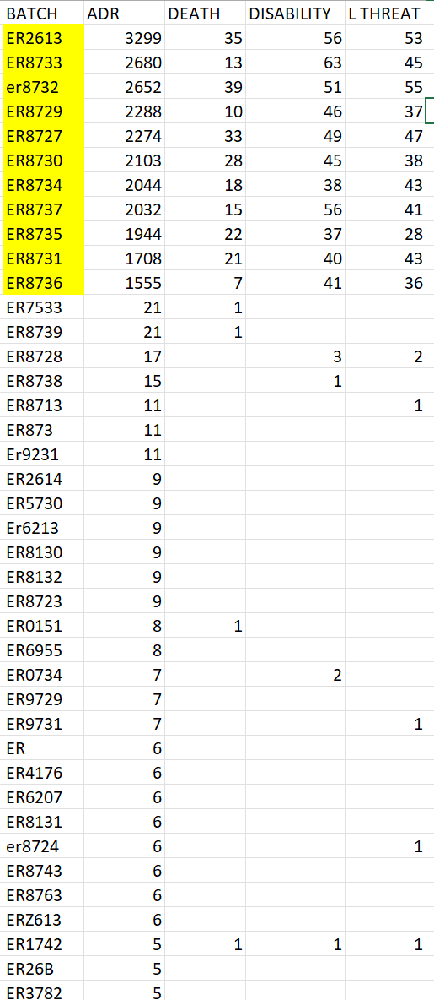 BATCH ADR DEATH DISABILITY L THREAT
ER2613 3299 35 56 53
ER8733 2680 13 63 45
er8732 2652 39 51 55
ER8729 2288 10 46 37
ER8727 2274 33 49 47
ER8730 2103 28 45 38
ER8734 2044 18 38 43
ER8737 2032 15 56 41
ER8735 1944 22 37 28
ER8731 1708 21 40 43
ER8736 1555 7 41 36
ER7533 21 1
ER8739 21 1
ER8728 17 3 2
ER8738 15 1
ER8713 11 1
ER873 11
Er9231 11
ER2614 9
ER5730 9
Er6213 9
ER8130 9
ER8132 9
ER8723 9
ER0151 8 1
ER6955 8
ER0734 7 2
ER9729 7
ER9731 7 1
ER 6
ER4176 6
ER6207 6
ER8131 6
er8724 6 1
ER8743 6
ER8763 6
ERZ613 6
ER1742 5 1 1 1
ER26B 5
ER3782 5